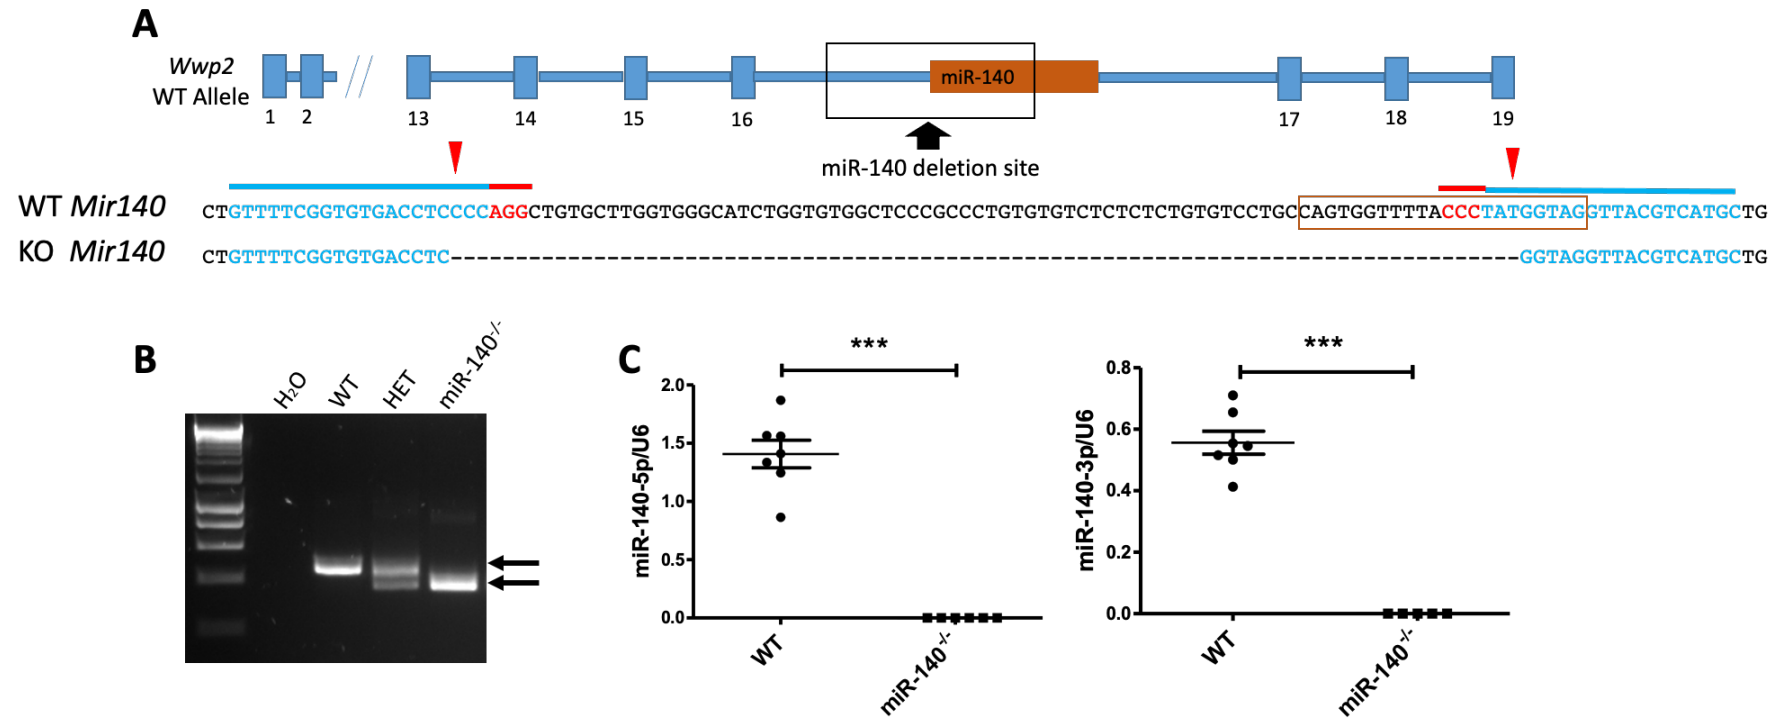 A
Wwp2
WT Allele
miR-140
1 2 13 14 15 16 17 18 19
miR-140 deletion site
WT Mir140 CTGTTTTCGGTGTGACCTCCCCAGGCTGTGCTTGGTGGGCATCTGGTGTGGCTCCCGCCCTGTGTGTCTCTCTCTGTGTCCTGCCAGTGGTTTTACCCTATGGTAGGTTACGTCATGCTG
KO Mir140 CTGTTTTCGGTGTGACCTC--------------------------------------------------------------------------------GGTAGGTTACGTCATGCTG
B
H₂O WT HET miR-140⁻/⁻
C
***
2.0
1.5
1.0
0.5
0.0
miR-140-5p/U6
WT miR-140⁻/⁻
***
0.8
0.6
0.4
0.2
0.0
miR-140-3p/U6
WT miR-140⁻/⁻